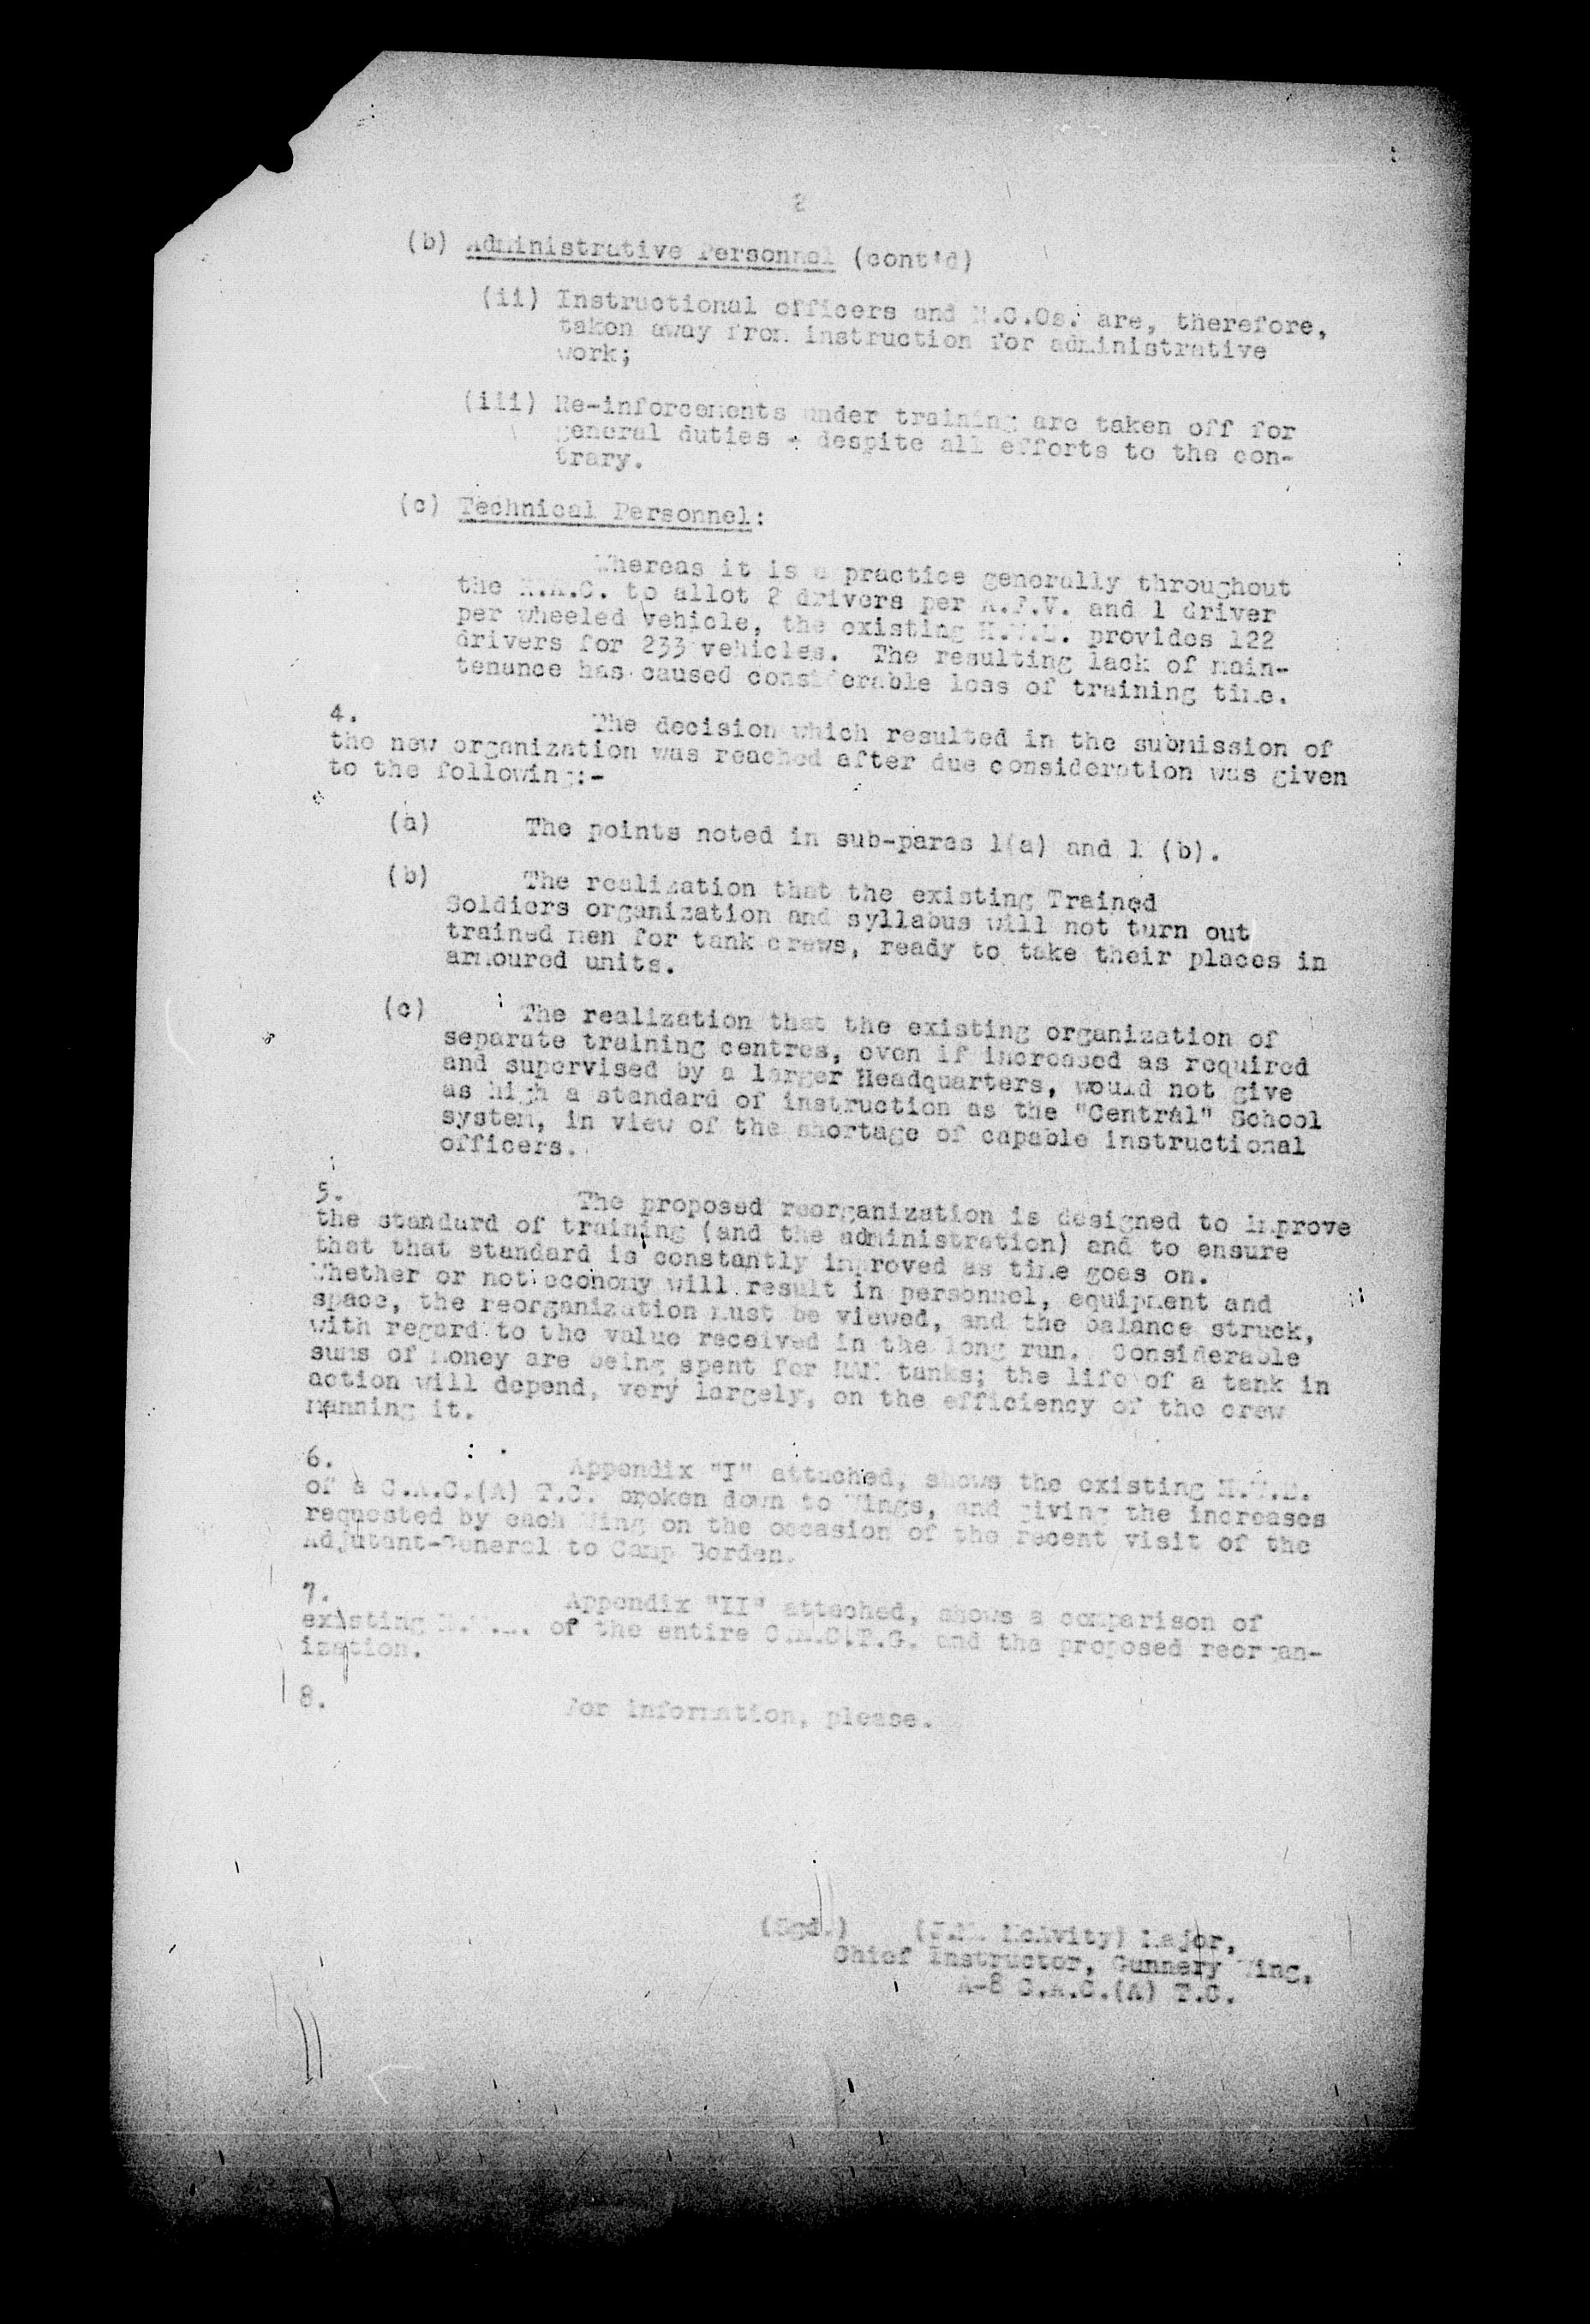 2
(b) Administrative Personnel (cont'd)
(ii) Instructional officers and N.C.Os. are, therefore,
taken away from instruction for administrative
work;
(iii) Re-inforcements under training are taken off for
general duties - despite all efforts to the con-
trary.
(c) Technical Personnel:
Whereas it is a practice generally throughout
the R.A.C. to allot 2 drivers per A.F.V. and 1 driver
per wheeled vehicle, the existing provides 122
drivers for 233 vehicles. The resulting lack of main-
tenance has caused considerable loss of training time.
4. The decision which resulted in the submission of
the new organization was reached after due consideration was given
to the following:-
(a) The points noted in sub-paras 1(a) and 1 (b).
(b) The realization that the existing Trained
Soldiers organization and syllabus will not turn out
trained men for tank crews, ready to take their places in
armoured units.
(c) The realization that the existing organization of
separate training centres, even if increased as required
and supervised by a larger Headquarters, would not give
as high a standard of instruction as the "Central" School
system, in view of the shortage of capable instructional
officers.
5. The proposed reorganization is designed to improve
the standard of training (and the administration) and to ensure
that that standard is constantly improved as time goes on.
Whether or not economy will result in personnel, equipment and
space, the reorganization must be viewed, and the balance struck,
with regard to the value received in the long run. Considerable
sums of money are being spent for RAM tanks; the life of a tank in
action will depend, very largely, on the efficiency of the crew
manning it.
6. Appendix "I" attached, shows the existing
of a C.A.C.(A) T.C. broken down to Wings, and giving the increases
requested by each Wing on the occasion of the recent visit of the
Adjutant-General to Camp Borden.
7. Appendix "II" attached, shows a comparison of
existing of the entire C.A.C.T.G. and the proposed reorgan-
ization.
8. For information, please.
(Sgd.) McAvity) Major,
Chief Instructor, Gunnery Wing,
A-8 C.A.C.(A) T.C.